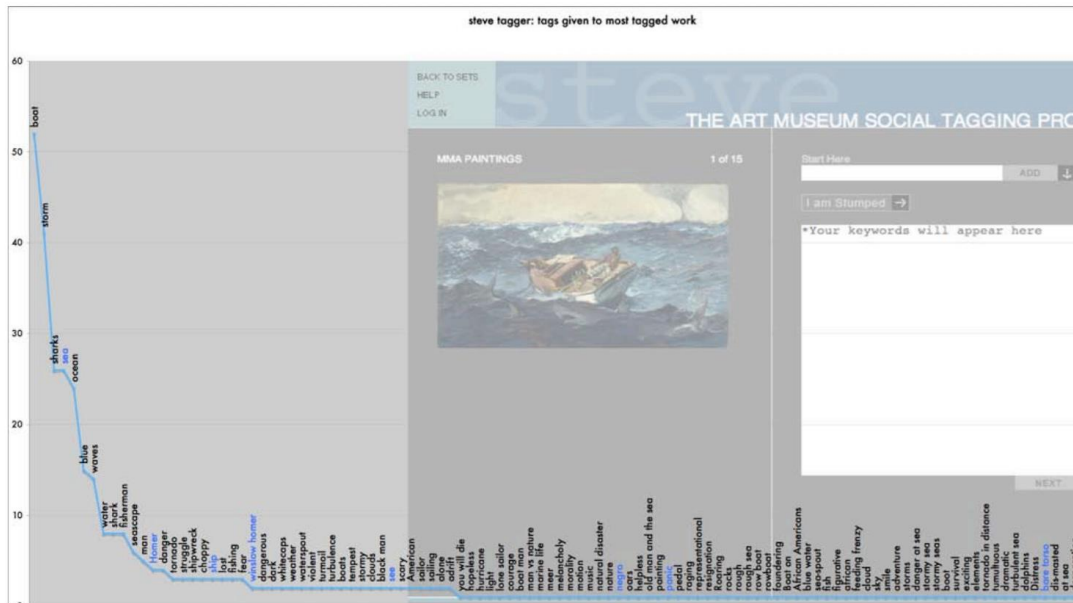 steve tagger: tags given to most tagged work
60
50
40
30
20
10
steve
BACK TO SETS
HELP
LOG IN
THE ART MUSEUM SOCIAL TAGGING PRO
MMA PAINTINGS
1 of 15
Start Here
ADD
I am Stumped
*Your keywords will appear here
NEXT
boat
storm
sharks
sea
ocean
blue
waves
water
shark
fisherman
seascape
man
Homer
danger
tornado
struggle
shipwreck
choppy
ship
lost
fishing
fear
winslow homer
dangerous
dark
whitecaps
weather
waterspout
violent
turmoil
turbulence
boats
tempest
stormy
clouds
black man
see
scary
American
sailor
sailing
alone
adrift
you will die
hopeless
hurricane
light
lone sailor
courage
man vs nature
marine life
meer
melancholy
morality
motion
music
natural disaster
nature
negro
oars
helpless
old man and the sea
painting
panic
pedal
raging
representational
resignation
Roaring
rocks
rough
rough sea
row boat
rowboat
foundering
float on
African Americans
blue water
sea-spout
fish
figurative
african
feeding frenzy
cloud
sky
smile
adventure
storms
danger at sea
stormy sea
stormy seas
boot
survival
exciting
elements
tornado in distance
tumultuous
dramatic
turbulent sea
dolphins
Distress
bare torso
dis-masted
at sea